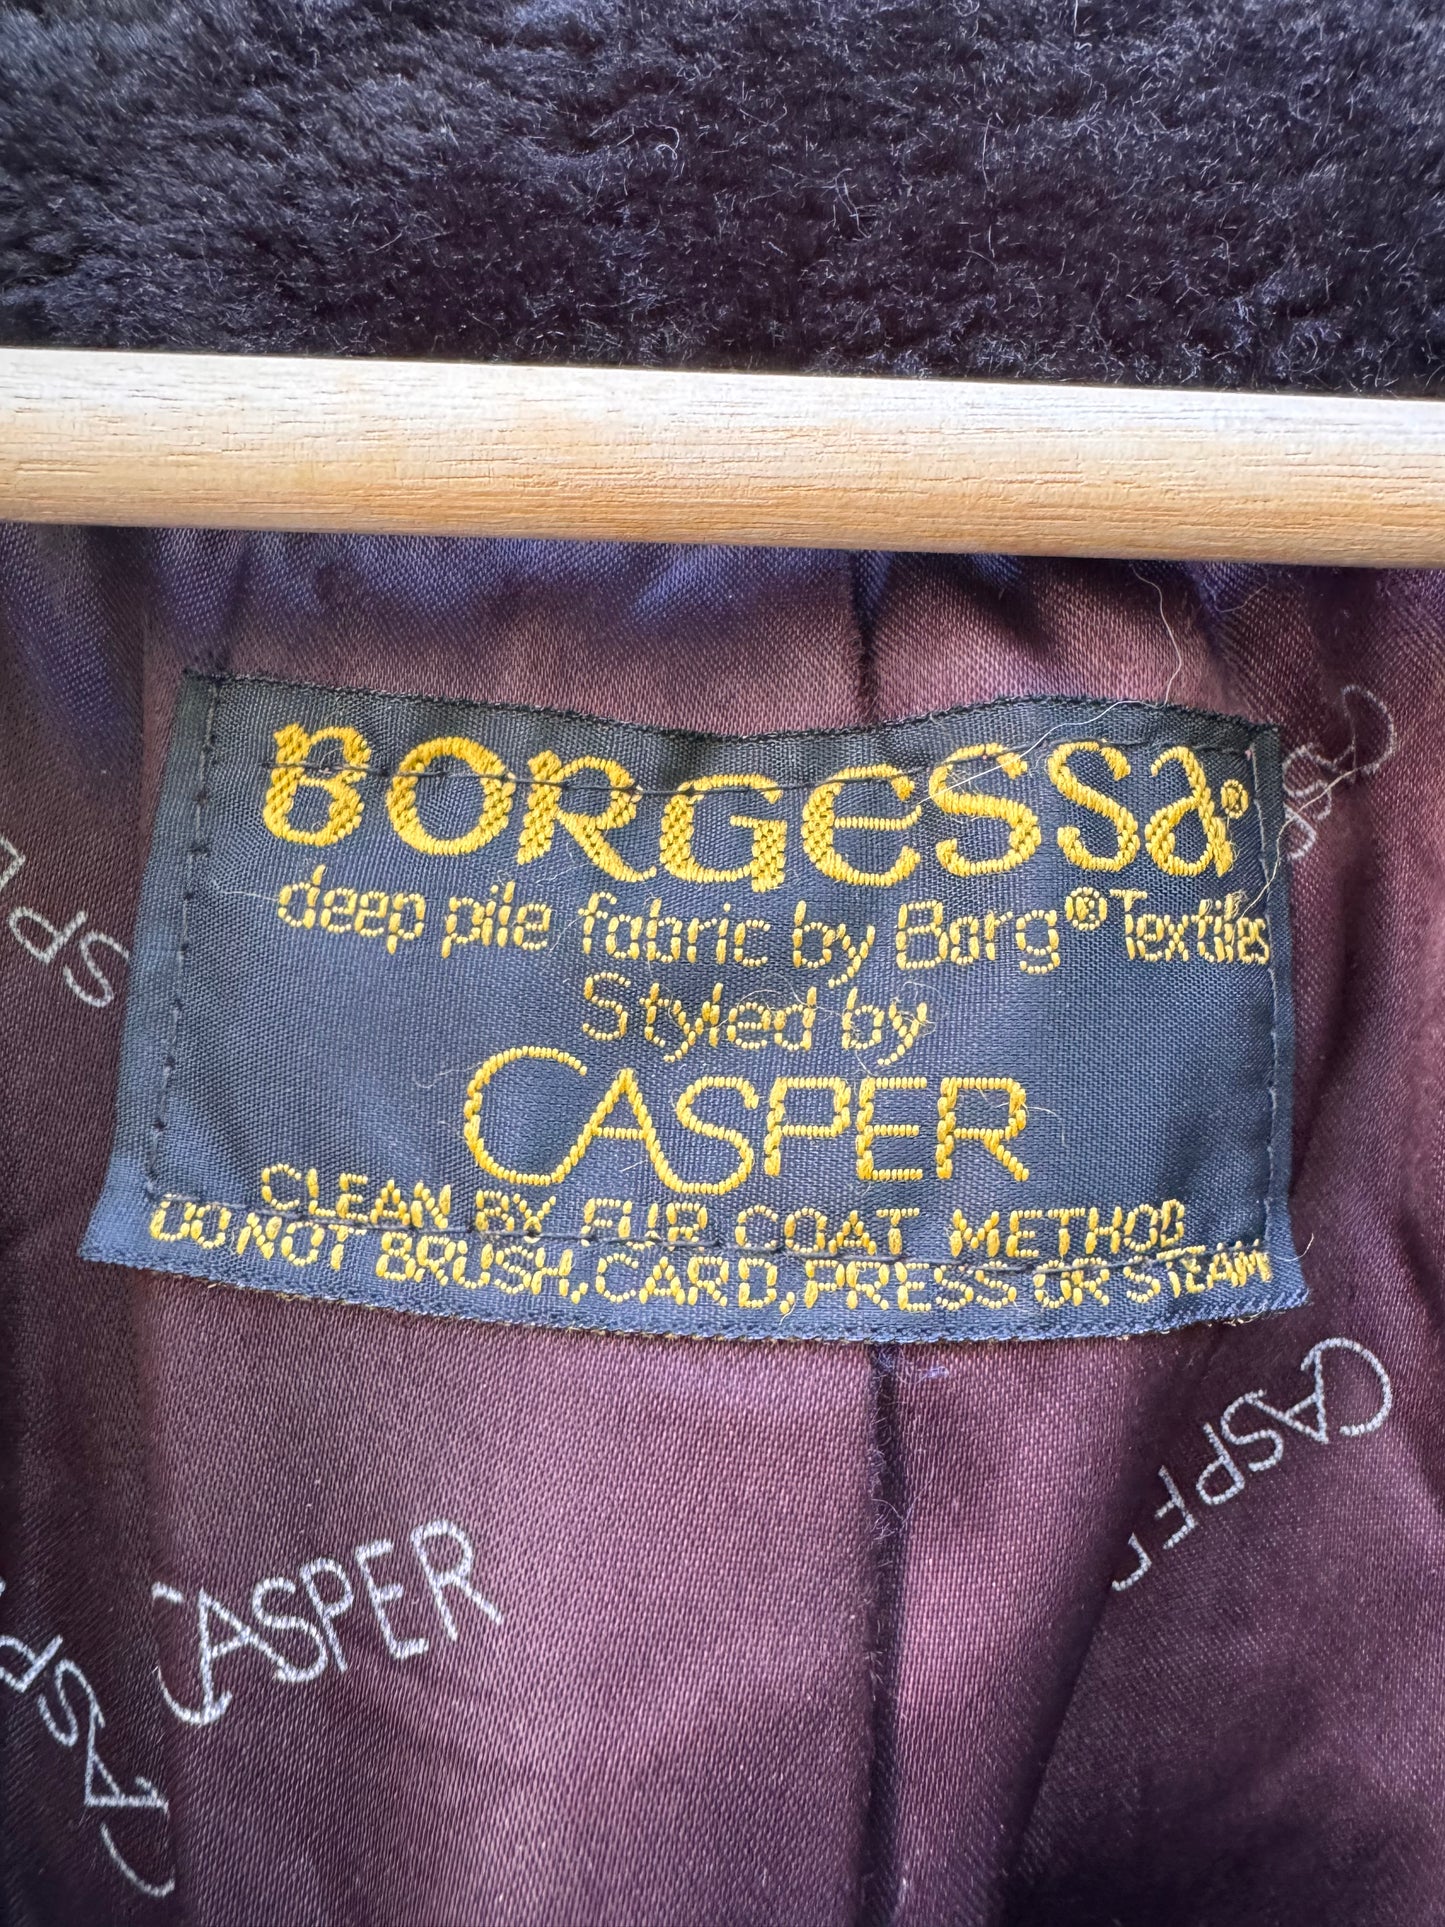 BORGESSA®
deep pile fabric by Borg® Textiles
Styled by
CASPER
CLEAN BY FUR COAT METHOD
DO NOT BRUSH, CARD, PRESS OR STEAM
CASPER
CASPER